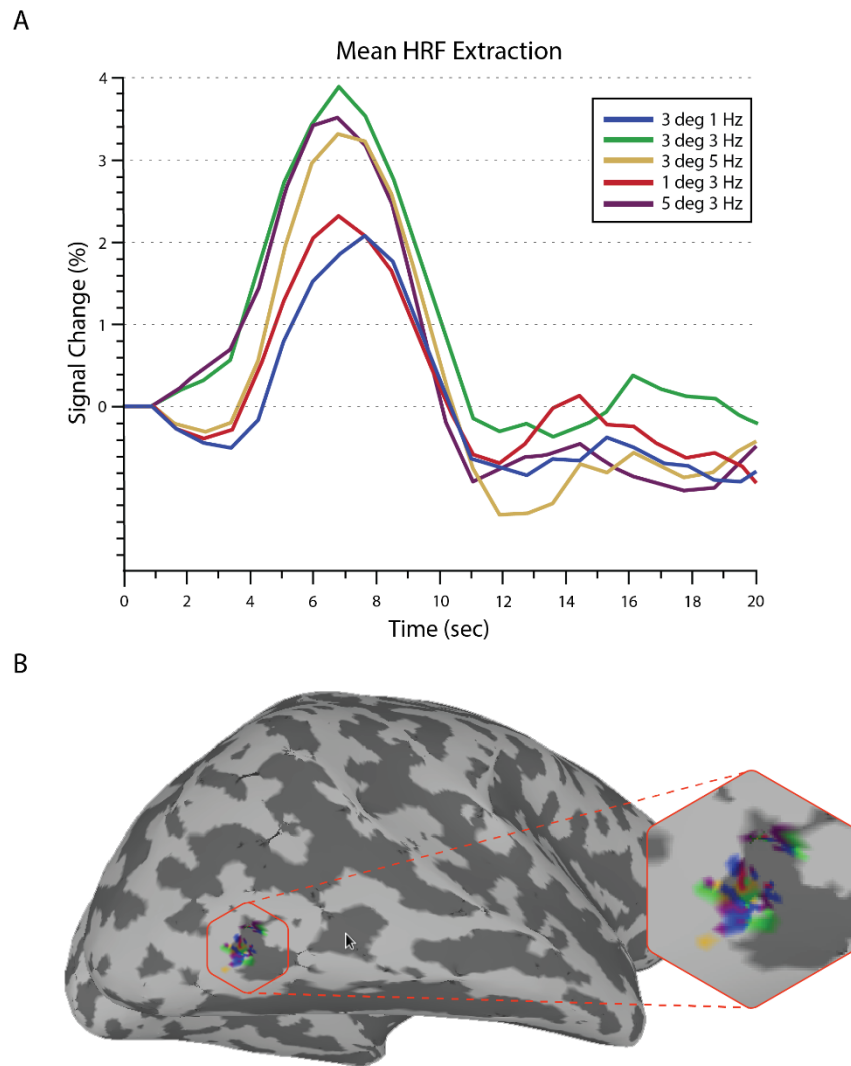 A
Mean HRF Extraction
4
3
2
1
0
Signal Change (%)
3 deg 1 Hz
3 deg 3 Hz
3 deg 5 Hz
1 deg 3 Hz
5 deg 3 Hz
0 2 4 6 8 10 12 14 16 18 20
Time (sec)
B